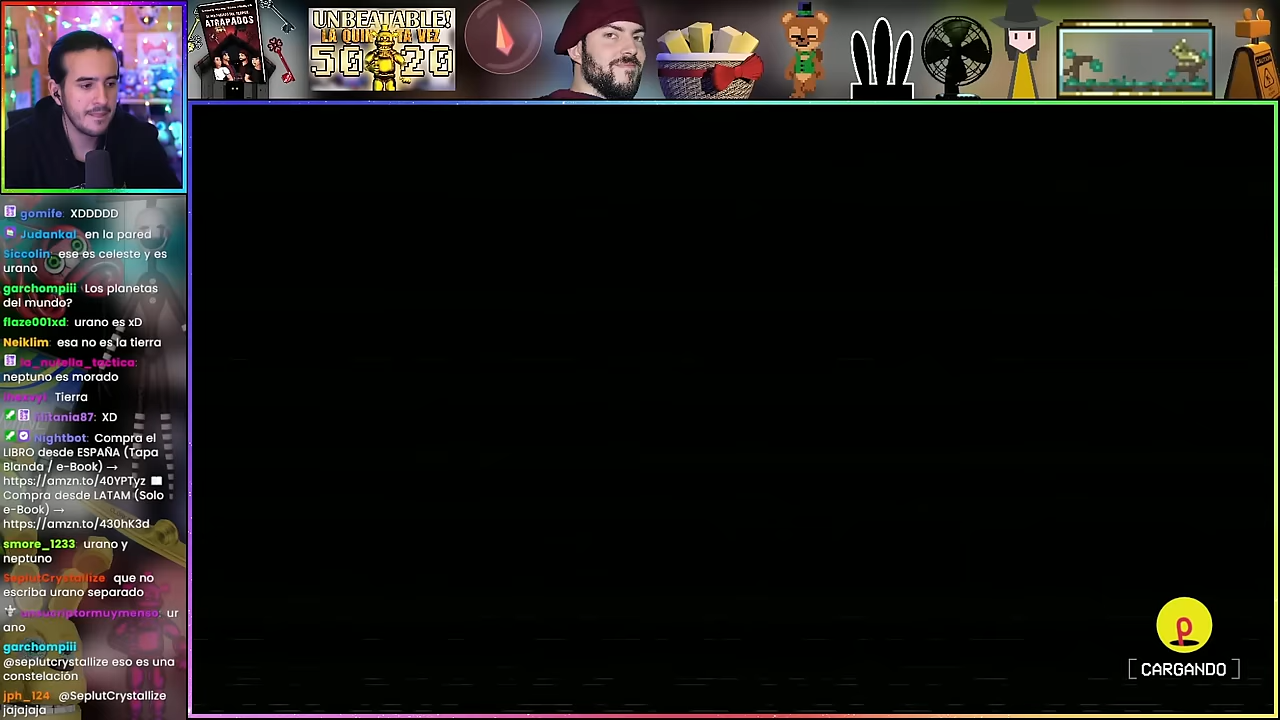 ATRAPADOS
UNBEATABLE!
LA QUINTA VEZ
50 20
CAUTION
gomife: XDDDDD
Judankal en la pared
Siccolin: ese es celeste y es
urano
garchompiii Los planetas
del mundo?
flaze001xd: urano es xD
Neiklim: esa no es la tierra
la_nutella_tactica:
neptuno es morado
Tierra
XD
Nightbot: Compra el
LIBRO desde ESPAÑA (Tapa
Blanda / e-Book) →
https://amzn.to/40YPTyz
Compra desde LATAM (Solo
e-Book) →
https://amzn.to/430hK3d
smore_1233: urano y
neptuno
SeplutCrystallize que no
escriba urano separado
unsubriptormuymenso: ur
ano
garchompiii
@seplutcrystallize eso es una
constelación
jph_124 @SeplutCrystallize
jajajaja
p
[ CARGANDO ]